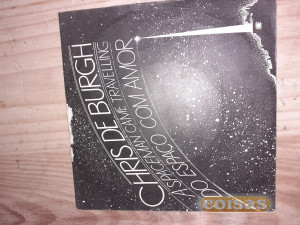 CHRIS DE BURGH
A SPACEMAN CAME TRAVELLING
DO ESPAÇO COM AMOR
coisas